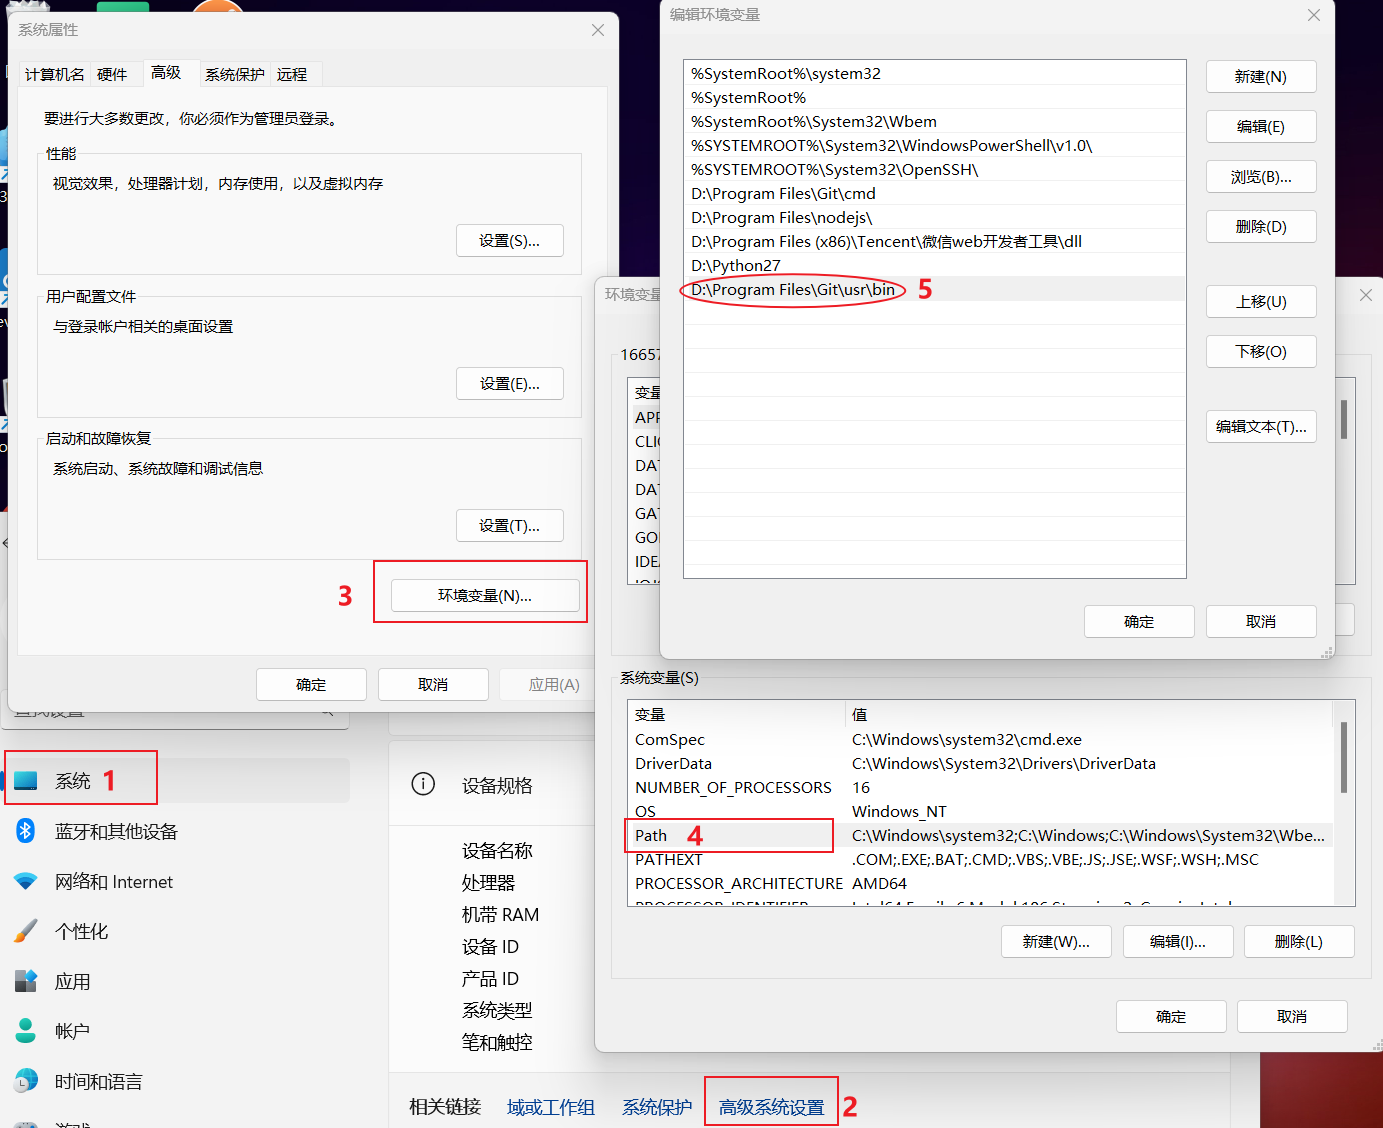 系统属性
计算机名
硬件
高级
系统保护
远程
要进行大多数更改，你必须作为管理员登录。
性能
视觉效果，处理器计划，内存使用，以及虚拟内存
设置(S)...
用户配置文件
与登录帐户相关的桌面设置
设置(E)...
启动和故障恢复
系统启动、系统故障和调试信息
设置(T)...
3
环境变量(N)...
确定
取消
应用(A)
编辑环境变量
%SystemRoot%\system32
%SystemRoot%
%SystemRoot%\System32\Wbem
%SYSTEMROOT%\System32\WindowsPowerShell\v1.0\
%SYSTEMROOT%\System32\OpenSSH\
D:\Program Files\Git\cmd
D:\Program Files\nodejs\
D:\Program Files (x86)\Tencent\微信web开发者工具\dll
D:\Python27
D:\Program Files\Git\usr\bin 5
新建(N)
编辑(E)
浏览(B)...
删除(D)
上移(U)
下移(O)
编辑文本(T)...
确定
取消
环境变量
16657
变量
APP
CLI
DAT
DAT
GAT
GO
IDEA
系统变量(S)
变量 值
ComSpec C:\Windows\system32\cmd.exe
DriverData C:\Windows\System32\Drivers\DriverData
NUMBER_OF_PROCESSORS 16
OS Windows_NT
Path 4 C:\Windows\system32;C:\Windows;C:\Windows\System32\Wbe...
PATHEXT .COM;.EXE;.BAT;.CMD;.VBS;.VBE;.JS;.JSE;.WSF;.WSH;.MSC
PROCESSOR_ARCHITECTURE AMD64
新建(W)...
编辑(I)...
删除(L)
确定
取消
系统 1
蓝牙和其他设备
网络和 Internet
个性化
应用
帐户
时间和语言
设备规格
设备名称
处理器
机带 RAM
设备 ID
产品 ID
系统类型
笔和触控
相关链接 域或工作组 系统保护 高级系统设置 2